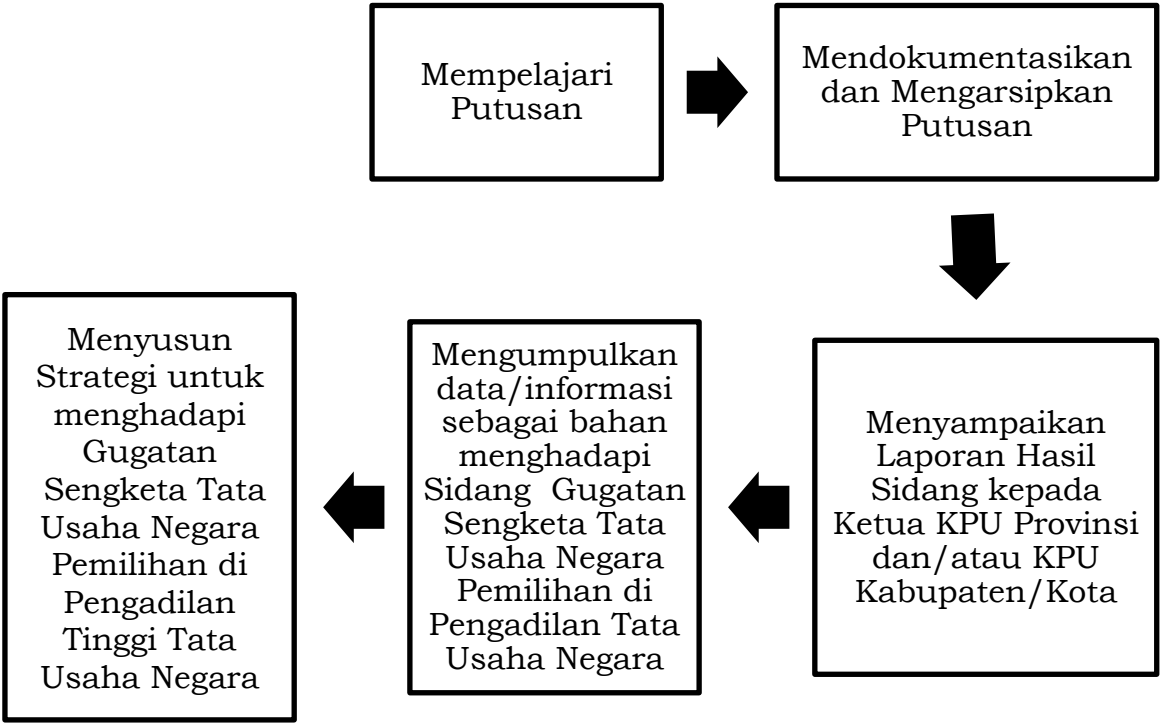 Mempelajari
Putusan
Mendokumentasikan
dan Mengarsipkan
Putusan
Menyampaikan
Laporan Hasil
Sidang kepada
Ketua KPU Provinsi
dan/atau KPU
Kabupaten/Kota
Mengumpulkan
data/informasi
sebagai bahan
menghadapi
Sidang Gugatan
Sengketa Tata
Usaha Negara
Pemilihan di
Pengadilan Tata
Usaha Negara
Menyusun
Strategi untuk
menghadapi
Gugatan
Sengketa Tata
Usaha Negara
Pemilihan di
Pengadilan
Tinggi Tata
Usaha Negara